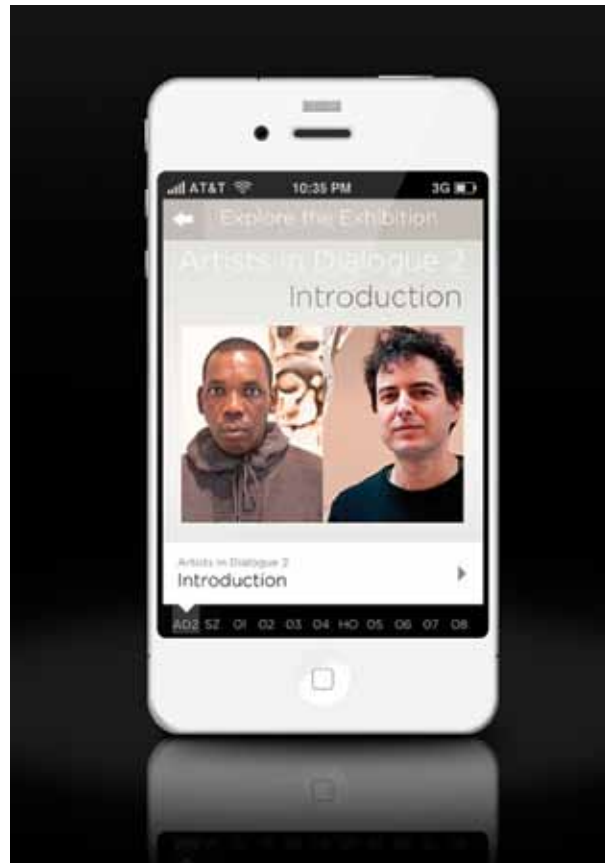 AT&T 10:35 PM 3G
Explore the Exhibition
Artists in Dialogue 2
Introduction
Artists in Dialogue 2
Introduction
AD2 SZ 01 02 03 04 HO 05 06 07 08